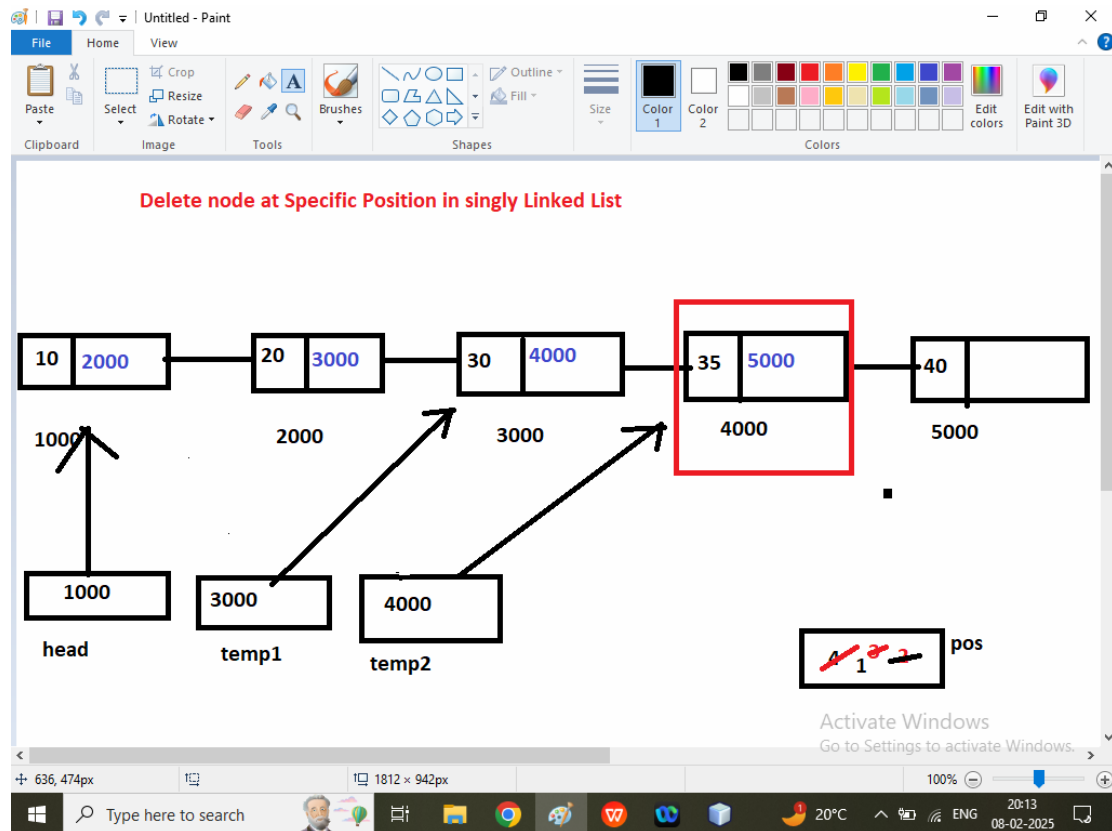 Untitled - Paint
File Home View
Paste
Select
Crop
Resize
Rotate
Brushes
Outline
Fill
Size
Color 1
Color 2
Edit colors
Edit with Paint 3D
Clipboard Image Tools Shapes Colors
Delete node at Specific Position in singly Linked List
10 2000 20 3000 30 4000 35 5000 40
1000 2000 3000 4000 5000
1000 3000 4000
head temp1 temp2
4 1 3 2 pos
Activate Windows
Go to Settings to activate Windows.
636, 474px 1812 × 942px 100%
Type here to search
1
20°C ENG 20:13
08-02-2025